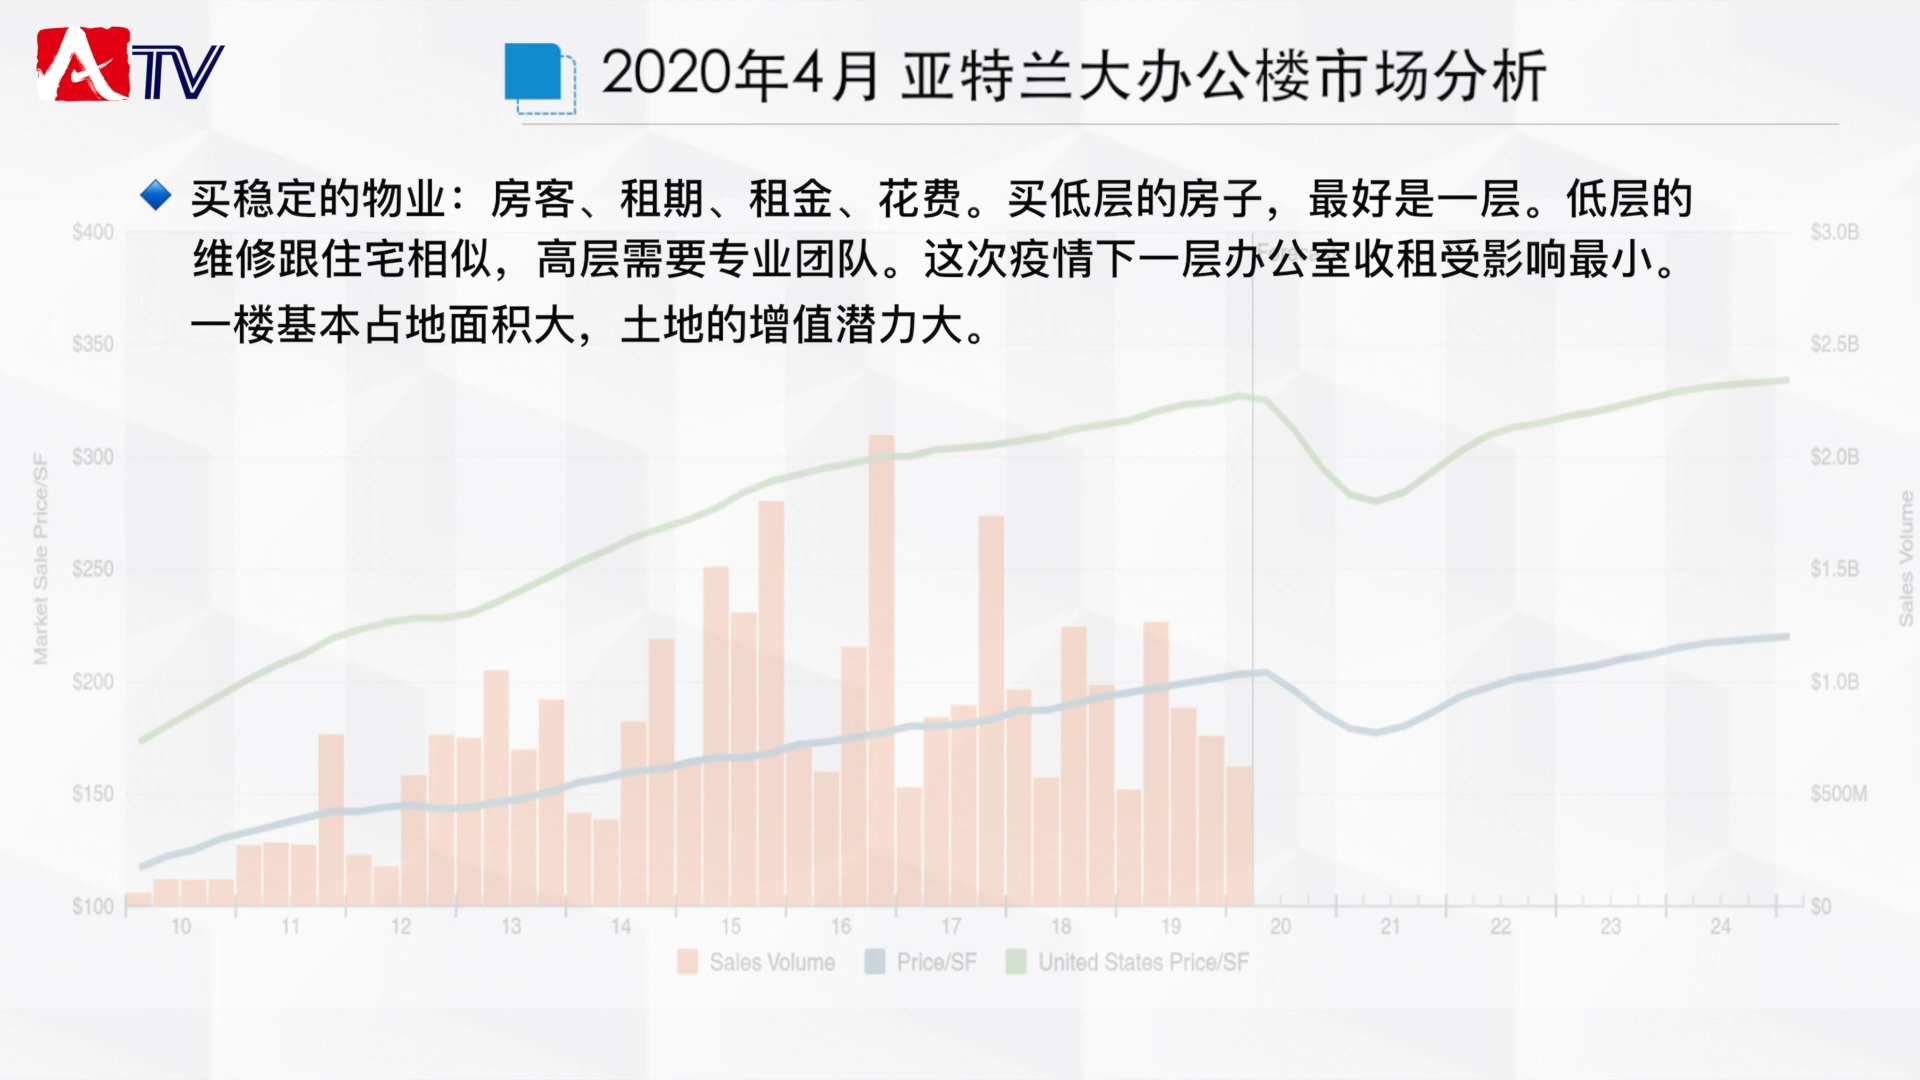 ATV
2020年4月 亚特兰大办公楼市场分析
买稳定的物业：房客、租期、租金、花费。买低层的房子，最好是一层。低层的
维修跟住宅相似，高层需要专业团队。这次疫情下一层办公室收租受影响最小。
一楼基本占地面积大，土地的增值潜力大。
Forecast
$400
$350
$300
$250
$200
$150
$100
Market Sale Price/SF
$3.0B
$2.5B
$2.0B
$1.5B
$1.0B
$500M
$0
Sales Volume
10 11 12 13 14 15 16 17 18 19 20 21 22 23 24
Sales Volume Price/SF United States Price/SF